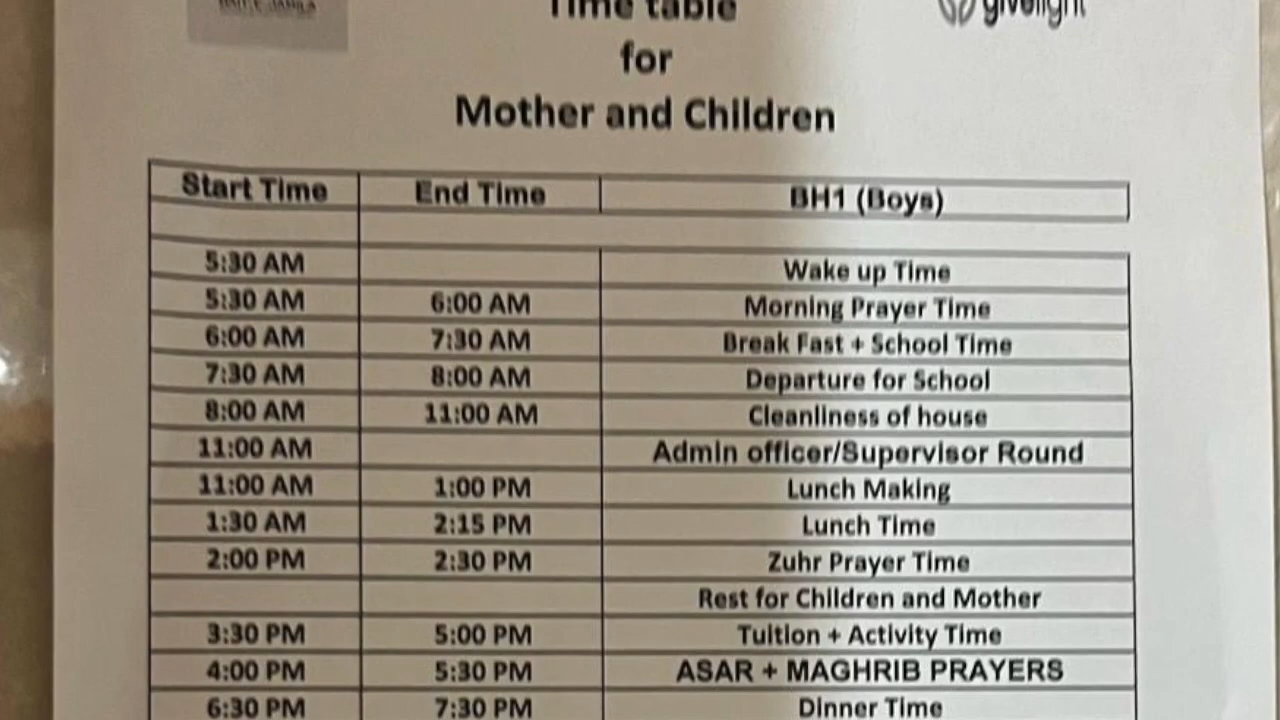 Time table
givelight
for
Mother and Children
Start Time End Time BH1 (Boys)
5:30 AM Wake up Time
5:30 AM 6:00 AM Morning Prayer Time
6:00 AM 7:30 AM Break Fast + School Time
7:30 AM 8:00 AM Departure for School
8:00 AM 11:00 AM Cleanliness of house
11:00 AM Admin officer/Supervisor Round
11:00 AM 1:00 PM Lunch Making
1:30 AM 2:15 PM Lunch Time
2:00 PM 2:30 PM Zuhr Prayer Time
Rest for Children and Mother
3:30 PM 5:00 PM Tuition + Activity Time
4:00 PM 5:30 PM ASAR + MAGHRIB PRAYERS
6:30 PM 7:30 PM Dinner Time